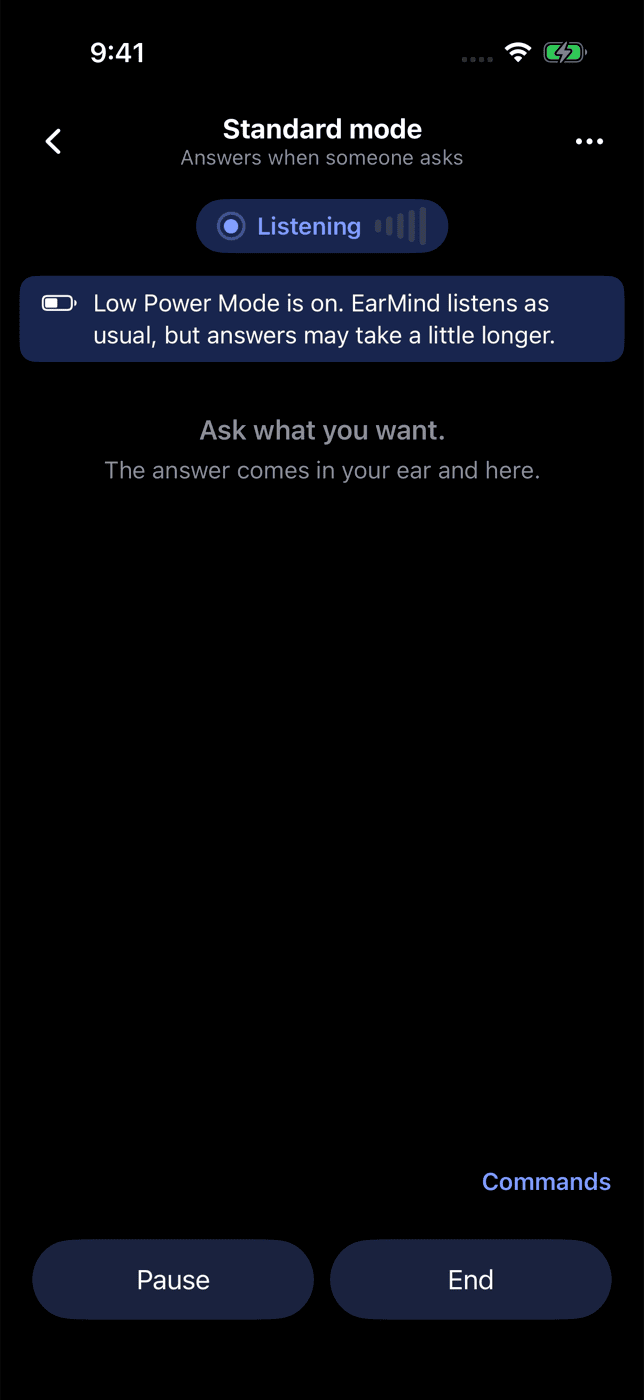 9:41
Standard mode
Answers when someone asks
Listening
Low Power Mode is on. EarMind listens as
usual, but answers may take a little longer.
Ask what you want.
The answer comes in your ear and here.
Commands
Pause
End